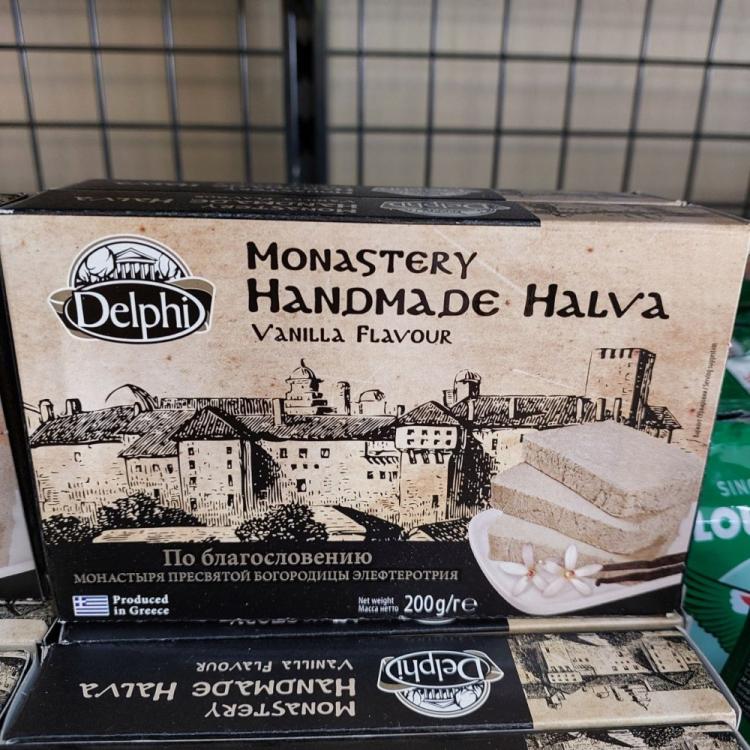 Delphi
MONASTERY
HANDMADE HALVA
VANILLA FLAVOUR
По благословению
МОНАСТЫРЯ ПРЕСВЯТОЙ БОГОРОДИЦЫ ЭЛЕФТЕРОТРИЯ
Produced
in Greece
Net weight
Масса нетто
200g/г℮
MONASTERY
HANDMADE HALVA
VANILLA FLAVOUR
Delphi